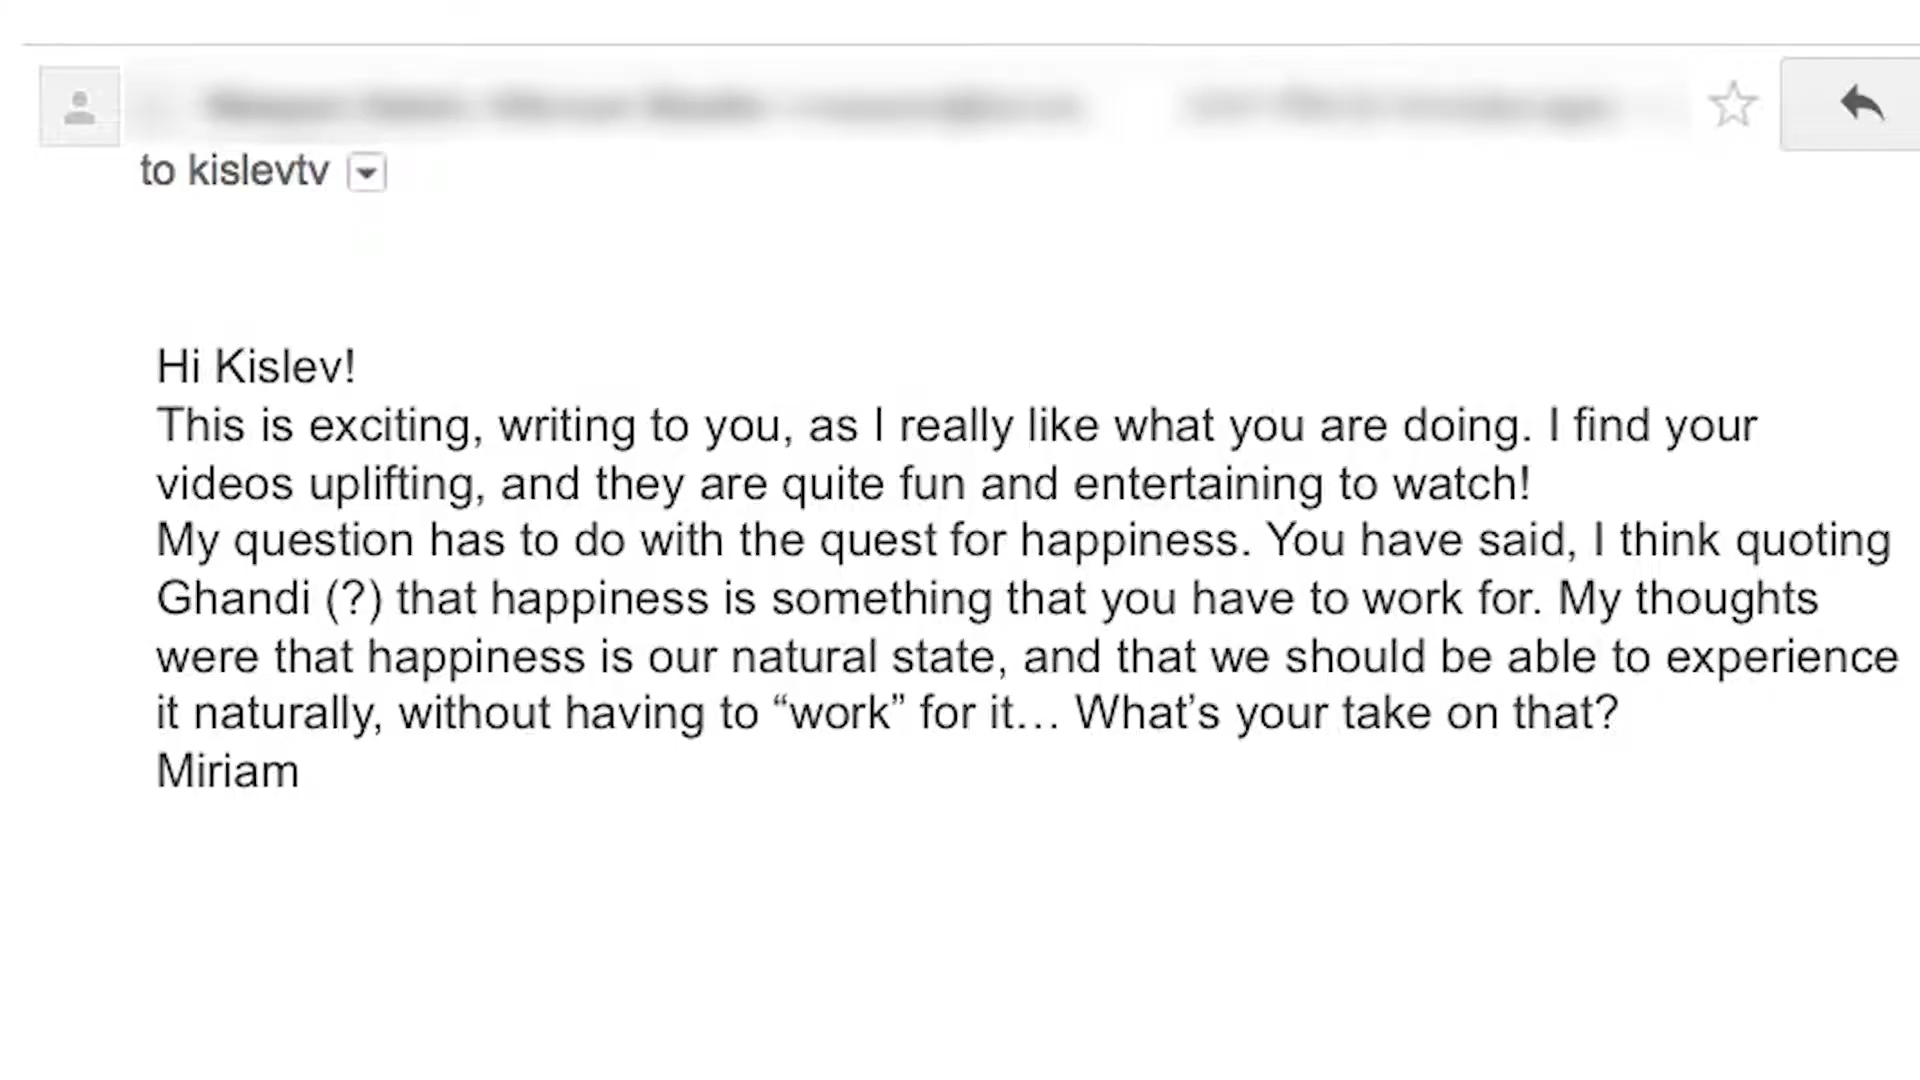 to kislevtv
Hi Kislev!
This is exciting, writing to you, as I really like what you are doing. I find your
videos uplifting, and they are quite fun and entertaining to watch!
My question has to do with the quest for happiness. You have said, I think quoting
Ghandi (?) that happiness is something that you have to work for. My thoughts
were that happiness is our natural state, and that we should be able to experience
it naturally, without having to “work” for it… What’s your take on that?
Miriam